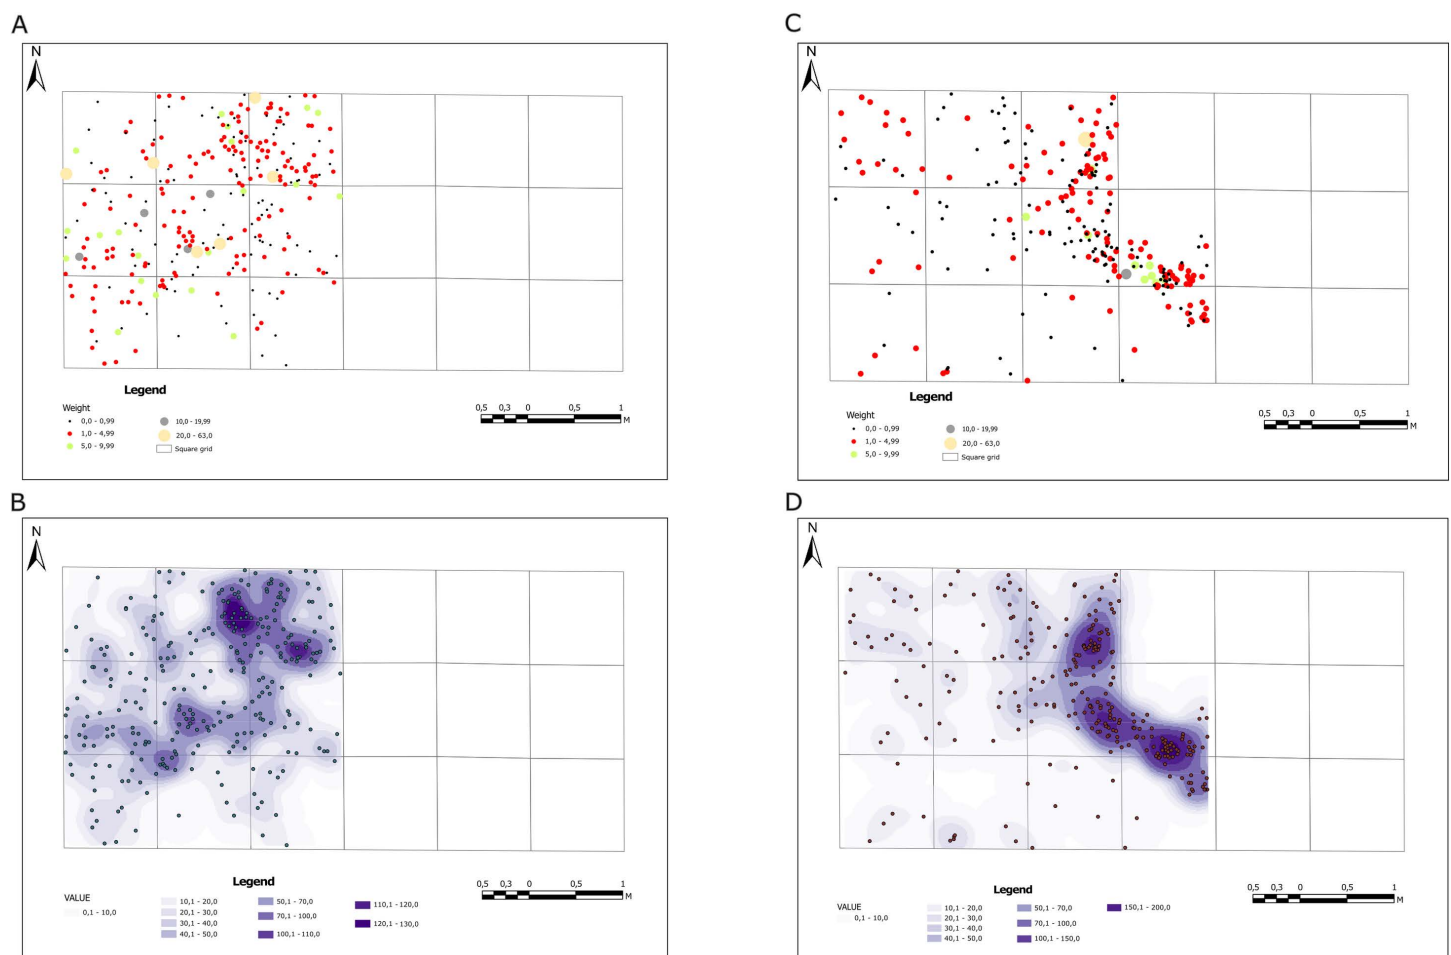 A
N
Legend
Weight
0,0 - 0,99
1,0 - 4,99
5,0 - 9,99
10,0 - 19,99
20,0 - 63,0
Square grid
0,5 0,3 0 0,5 1
M
C
N
Legend
Weight
0,0 - 0,99
1,0 - 4,99
5,0 - 9,99
10,0 - 19,99
20,0 - 63,0
Square grid
0,5 0,3 0 0,5 1
M
B
N
Legend
VALUE
0,1 - 10,0
10,1 - 20,0
20,1 - 30,0
30,1 - 40,0
40,1 - 50,0
50,1 - 70,0
70,1 - 100,0
100,1 - 110,0
110,1 - 120,0
120,1 - 130,0
0,5 0,3 0 0,5 1
M
D
N
Legend
VALUE
0,1 - 10,0
10,1 - 20,0
20,1 - 30,0
30,1 - 40,0
40,1 - 50,0
50,1 - 70,0
70,1 - 100,0
100,1 - 150,0
150,1 - 200,0
0,5 0,3 0 0,5 1
M